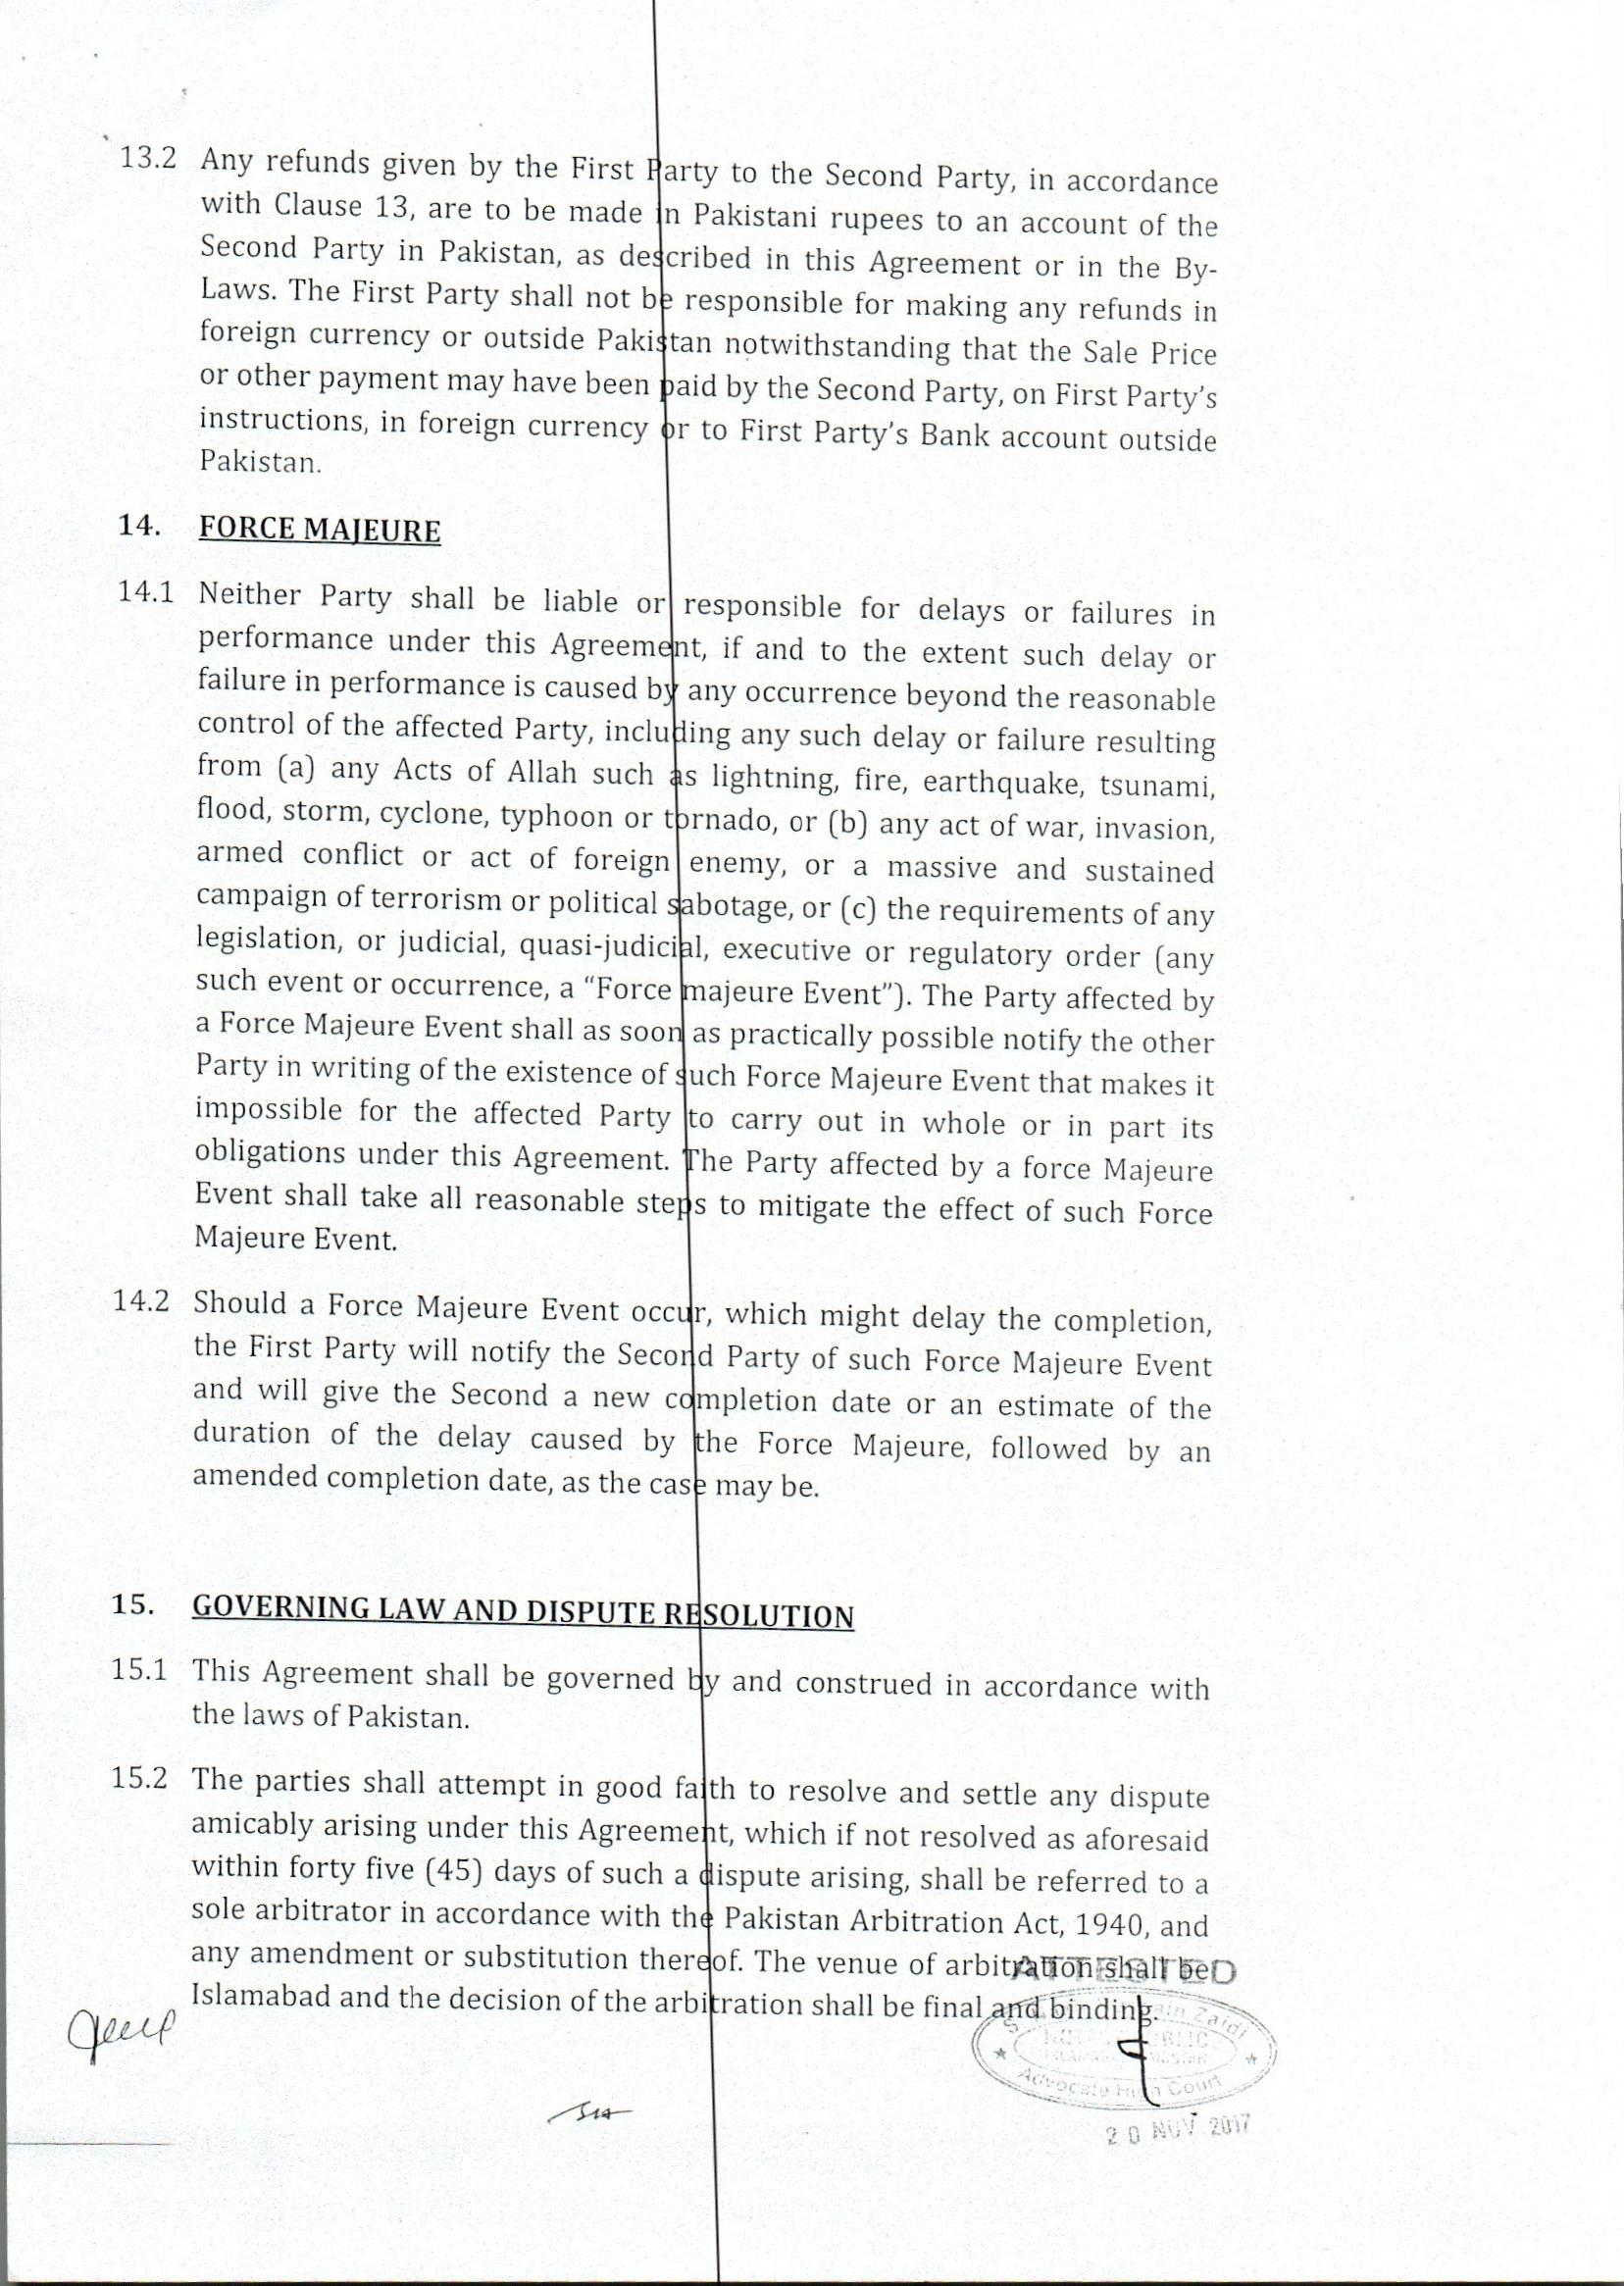 13.2 Any refunds given by the First Party to the Second Party, in accordance
with Clause 13, are to be made in Pakistani rupees to an account of the
Second Party in Pakistan, as described in this Agreement or in the By-
Laws. The First Party shall not be responsible for making any refunds in
foreign currency or outside Pakistan notwithstanding that the Sale Price
or other payment may have been paid by the Second Party, on First Party's
instructions, in foreign currency or to First Party's Bank account outside
Pakistan.
14. FORCE MAJEURE
14.1 Neither Party shall be liable or responsible for delays or failures in
performance under this Agreement, if and to the extent such delay or
failure in performance is caused by any occurrence beyond the reasonable
control of the affected Party, including any such delay or failure resulting
from (a) any Acts of Allah such as lightning, fire, earthquake, tsunami,
flood, storm, cyclone, typhoon or tornado, or (b) any act of war, invasion,
armed conflict or act of foreign enemy, or a massive and sustained
campaign of terrorism or political sabotage, or (c) the requirements of any
legislation, or judicial, quasi-judicial, executive or regulatory order (any
such event or occurrence, a “Force majeure Event”). The Party affected by
a Force Majeure Event shall as soon as practically possible notify the other
Party in writing of the existence of such Force Majeure Event that makes it
impossible for the affected Party to carry out in whole or in part its
obligations under this Agreement. The Party affected by a force Majeure
Event shall take all reasonable steps to mitigate the effect of such Force
Majeure Event.
14.2 Should a Force Majeure Event occur, which might delay the completion,
the First Party will notify the Second Party of such Force Majeure Event
and will give the Second a new completion date or an estimate of the
duration of the delay caused by the Force Majeure, followed by an
amended completion date, as the case may be.
15. GOVERNING LAW AND DISPUTE RESOLUTION
15.1 This Agreement shall be governed by and construed in accordance with
the laws of Pakistan.
15.2 The parties shall attempt in good faith to resolve and settle any dispute
amicably arising under this Agreement, which if not resolved as aforesaid
within forty five (45) days of such a dispute arising, shall be referred to a
sole arbitrator in accordance with the Pakistan Arbitration Act, 1940, and
any amendment or substitution thereof. The venue of arbitration shall be
Islamabad and the decision of the arbitration shall be final and binding.
ATTESTED
Zaidi
Advocate High Court
20 NOV 2017